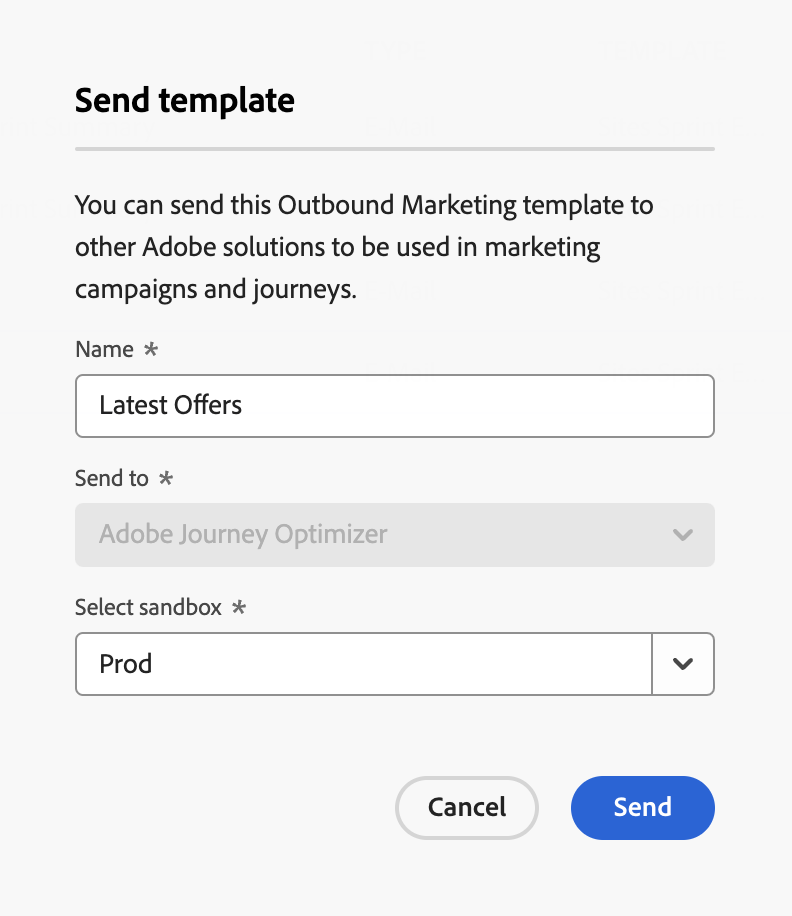 Send template
You can send this Outbound Marketing template to
other Adobe solutions to be used in marketing
campaigns and journeys.
Name *
Latest Offers
Send to *
Adobe Journey Optimizer
Select sandbox *
Prod
Cancel Send